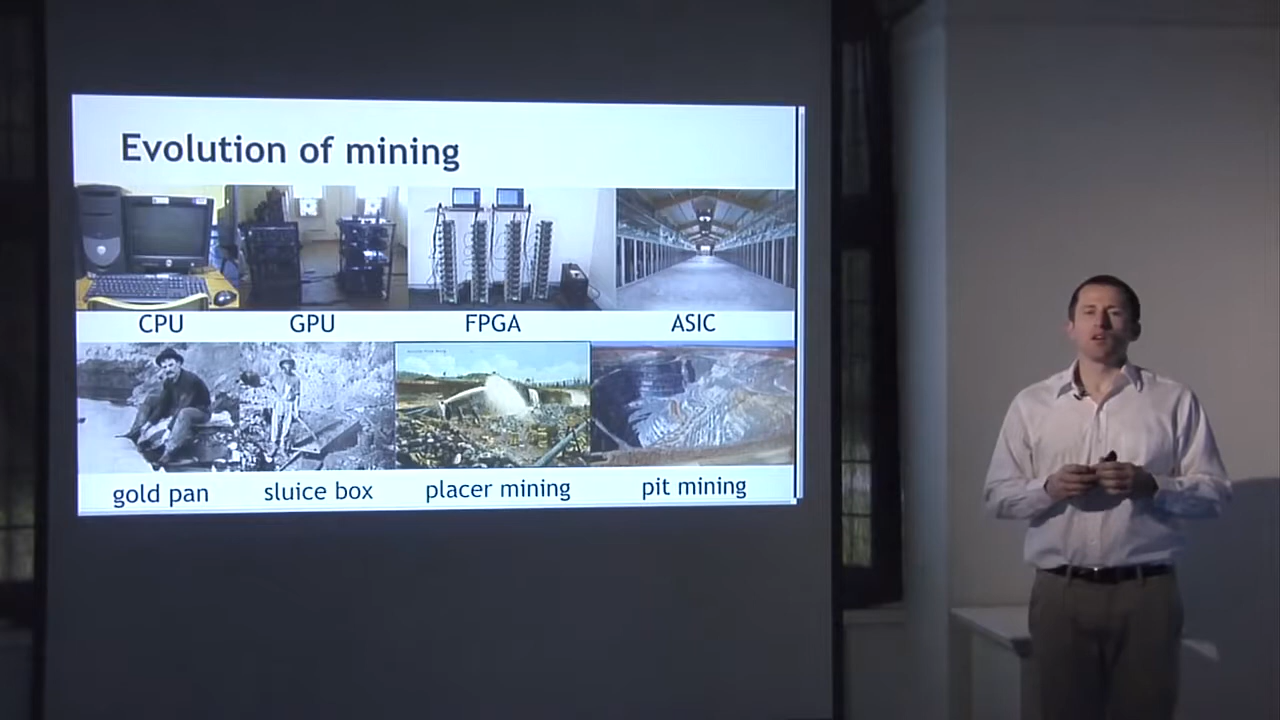 Evolution of mining
CPU GPU FPGA ASIC
gold pan sluice box placer mining pit mining